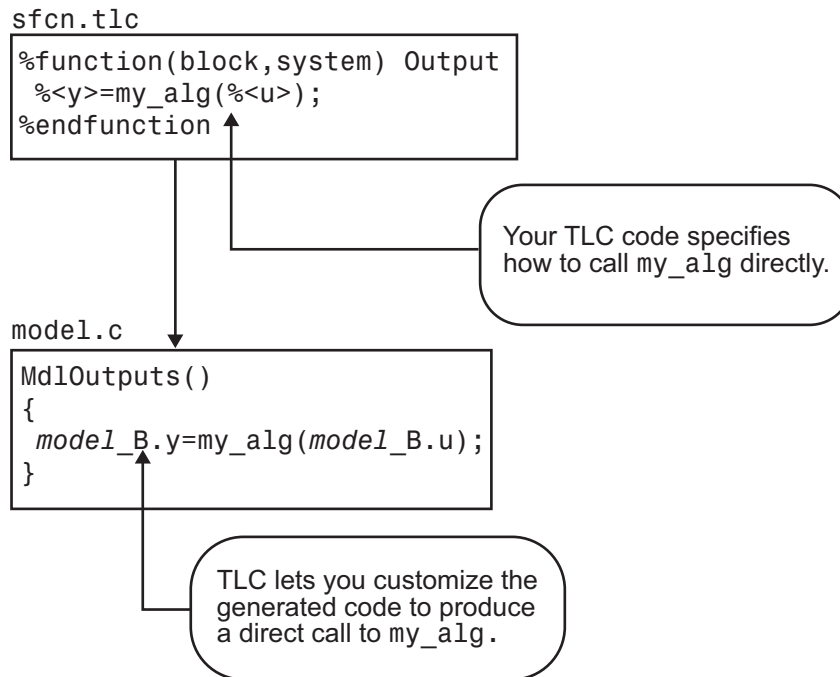 sfcn.tlc
%function(block,system) Output
%<y>=my_alg(%<u>);
%endfunction
Your TLC code specifies
how to call my_alg directly.
model.c
MdlOutputs()
{
model_B.y=my_alg(model_B.u);
}
TLC lets you customize the
generated code to produce
a direct call to my_alg.